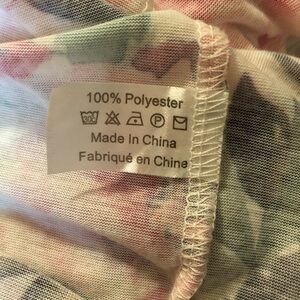 100% Polyester
Made In China
Fabriqué en Chine